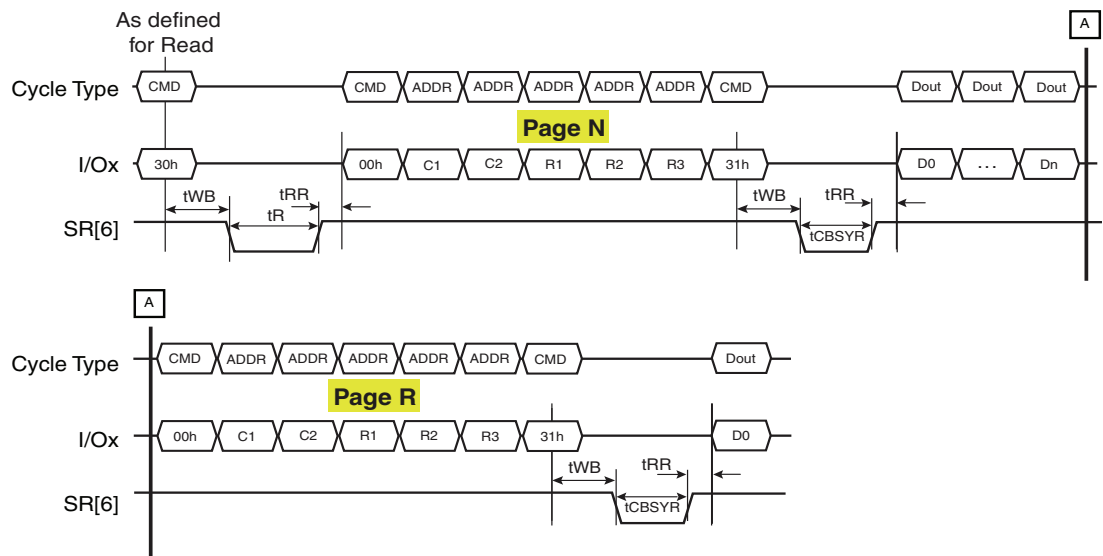 As defined
for Read
A
Cycle Type CMD CMD ADDR ADDR ADDR ADDR ADDR CMD Dout Dout Dout
Page N
I/Ox 30h 00h C1 C2 R1 R2 R3 31h D0 ... Dn
tWB tRR tWB tRR
tR
SR[6] tCBSYR
A
Cycle Type CMD ADDR ADDR ADDR ADDR ADDR CMD Dout
Page R
I/Ox 00h C1 C2 R1 R2 R3 31h D0
tWB tRR
SR[6] tCBSYR